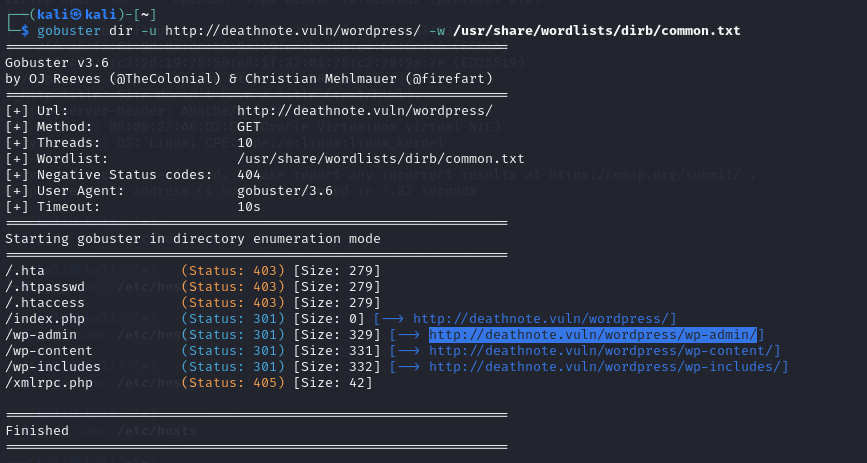 ┌──(kali㉿kali)-[~]
└─$ gobuster dir -u http://deathnote.vuln/wordpress/ -w /usr/share/wordlists/dirb/common.txt
===============================================================
Gobuster v3.6
by OJ Reeves (@TheColonial) & Christian Mehlmauer (@firefart)
===============================================================
[+] Url:                     http://deathnote.vuln/wordpress/
[+] Method:                  GET
[+] Threads:                 10
[+] Wordlist:                /usr/share/wordlists/dirb/common.txt
[+] Negative Status codes:   404
[+] User Agent:              gobuster/3.6
[+] Timeout:                 10s
===============================================================
Starting gobuster in directory enumeration mode
===============================================================
/.hta                 (Status: 403) [Size: 279]
/.htpasswd            (Status: 403) [Size: 279]
/.htaccess            (Status: 403) [Size: 279]
/index.php            (Status: 301) [Size: 0] [--> http://deathnote.vuln/wordpress/]
/wp-admin             (Status: 301) [Size: 329] [--> http://deathnote.vuln/wordpress/wp-admin/]
/wp-content           (Status: 301) [Size: 331] [--> http://deathnote.vuln/wordpress/wp-content/]
/wp-includes          (Status: 301) [Size: 332] [--> http://deathnote.vuln/wordpress/wp-includes/]
/xmlrpc.php           (Status: 405) [Size: 42]
===============================================================
Finished
===============================================================